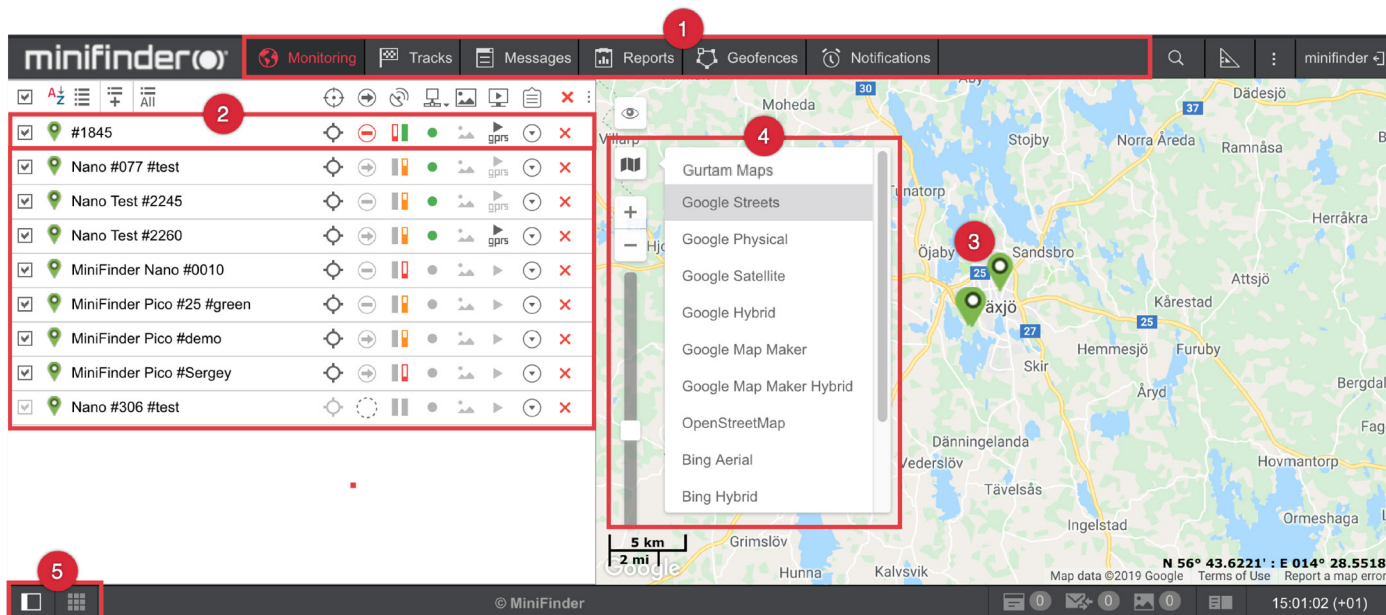 1
minifinder
Monitoring
Tracks
Messages
Reports
Geofences
Notifications
minifinder
A
Z
All
2
#1845
gprs
Nano #077 #test
gprs
Nano Test #2245
gprs
Nano Test #2260
gprs
MiniFinder Nano #0010
MiniFinder Pico #25 #green
MiniFinder Pico #demo
MiniFinder Pico #Sergey
Nano #306 #test
4
Gurtam Maps
Google Streets
Google Physical
Google Satellite
Google Hybrid
Google Map Maker
Google Map Maker Hybrid
OpenStreetMap
Bing Aerial
Bing Hybrid
+
−
30
Dädesjö
Moheda
37
Stojby
Norra Åreda
Ramnåsa
Herråkra
3
Öjaby
Sandsbro
25
Attsjö
äxjö
Kårestad
25
27
Hemmesjö
Furuby
Skir
Åryd
Bergdal
Dänningelanda
Vederslöv
Hovmantorp
Tävelsås
Ormeshaga
Ingelstad
5 km
2 mi
Grimslöv
Google
Hunna
Kalvsvik
N 56° 43.6221' : E 014° 28.5518
Map data ©2019 Google
Terms of Use
Report a map error
5
© MiniFinder
0
0
0
15:01:02 (+01)